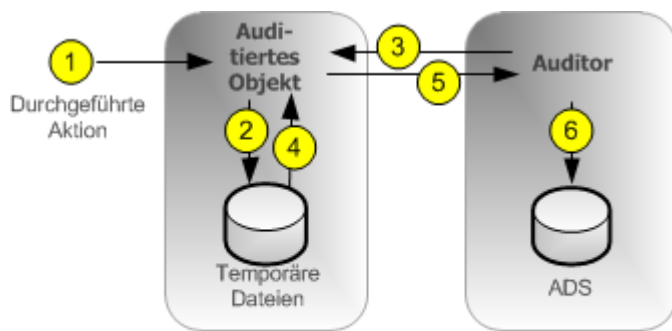 1
Durchgeführte
Aktion
Audi-
tiertes
Objekt
2
4
Temporäre
Dateien
3
5
Auditor
6
ADS